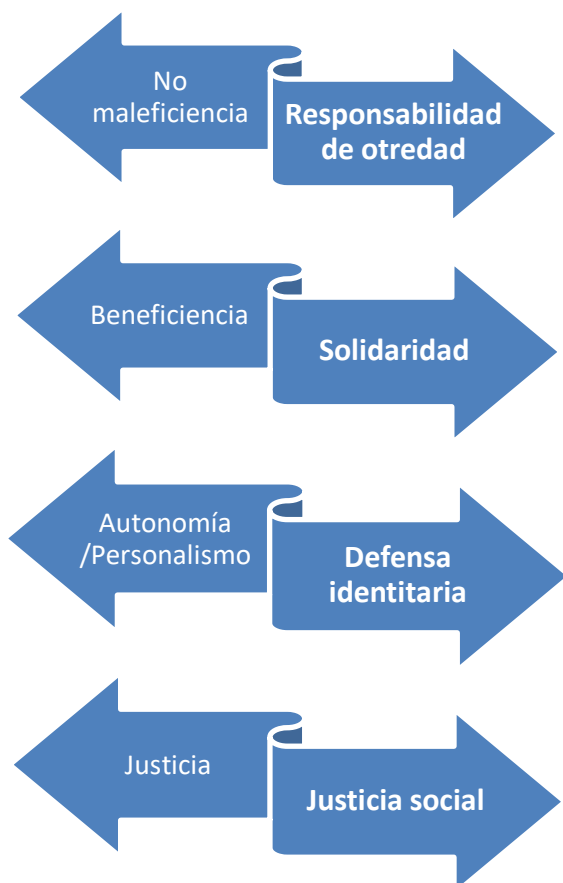 No
maleficiencia
Responsabilidad
de otredad
Beneficiencia
Solidaridad
Autonomía
/Personalismo
Defensa
identitaria
Justicia
Justicia social